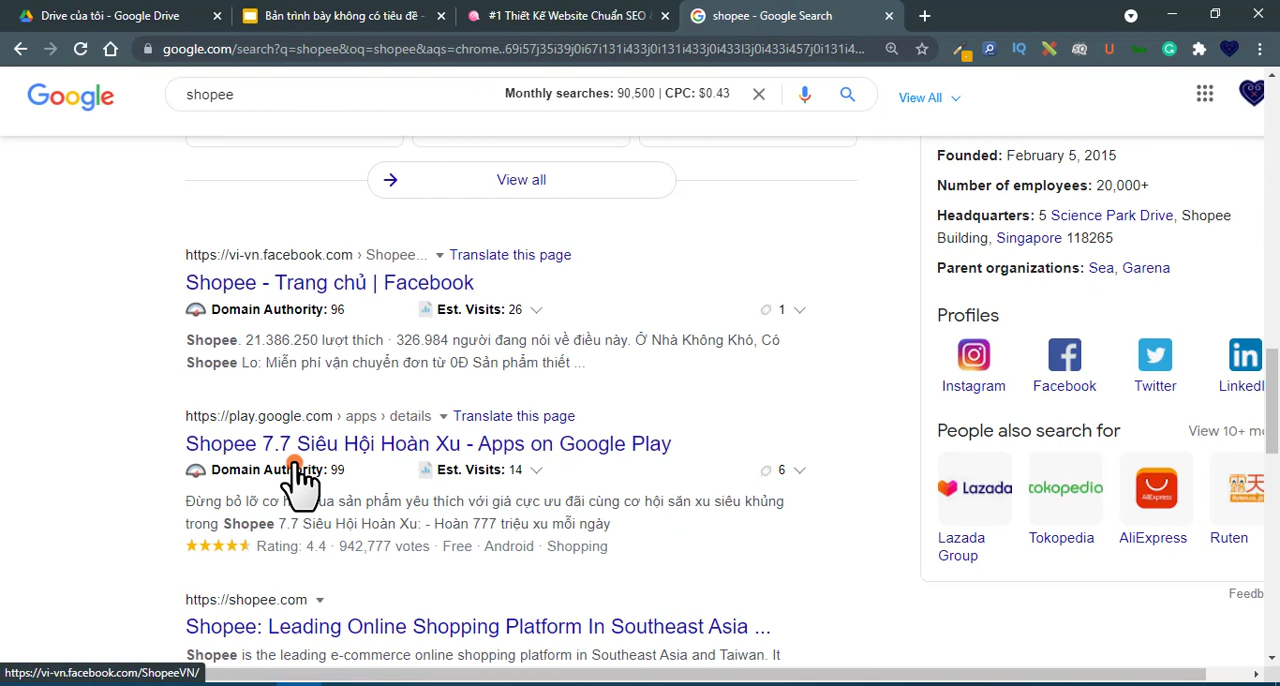 Drive của tôi - Google Drive
Bản trình bày không có tiêu đề -
#1 Thiết Kế Website Chuẩn SEO
shopee - Google Search
google.com/search?q=shopee&oq=shopee&aqs=chrome..69i57j35i39j0i67i131i433j0i131i433j0i433l3j0i433i457j0i131i4...
Google
shopee
Monthly searches: 90,500 | CPC: $0.43
View All
View all
https://vi-vn.facebook.com › Shopee... Translate this page
Shopee - Trang chủ | Facebook
Domain Authority: 96
Est. Visits: 26
1
Shopee. 21.386.250 lượt thích · 326.984 người đang nói về điều này. Ở Nhà Không Khó, Có
Shopee Lo: Miễn phí vận chuyển đơn từ 0Đ Sản phẩm thiết ...
https://play.google.com › apps › details Translate this page
Shopee 7.7 Siêu Hội Hoàn Xu - Apps on Google Play
Domain Authority: 99
Est. Visits: 14
6
Đừng bỏ lỡ cơ ua sản phẩm yêu thích với giá cực ưu đãi cùng cơ hội săn xu siêu khủng
trong Shopee 7.7 Siêu Hội Hoàn Xu: - Hoàn 777 triệu xu mỗi ngày
Rating: 4.4 · 942,777 votes · Free · Android · Shopping
https://shopee.com
Shopee: Leading Online Shopping Platform In Southeast Asia ...
Shopee is the leading e-commerce online shopping platform in Southeast Asia and Taiwan. It
Founded: February 5, 2015
Number of employees: 20,000+
Headquarters: 5 Science Park Drive, Shopee
Building, Singapore 118265
Parent organizations: Sea, Garena
Profiles
Instagram
Facebook
Twitter
LinkedI
People also search for
View 10+ mo
Lazada
tokopedia
AliExpress
Lazada
Group
Tokopedia
AliExpress
Ruten
Feedb
https://vi-vn.facebook.com/ShopeeVN/